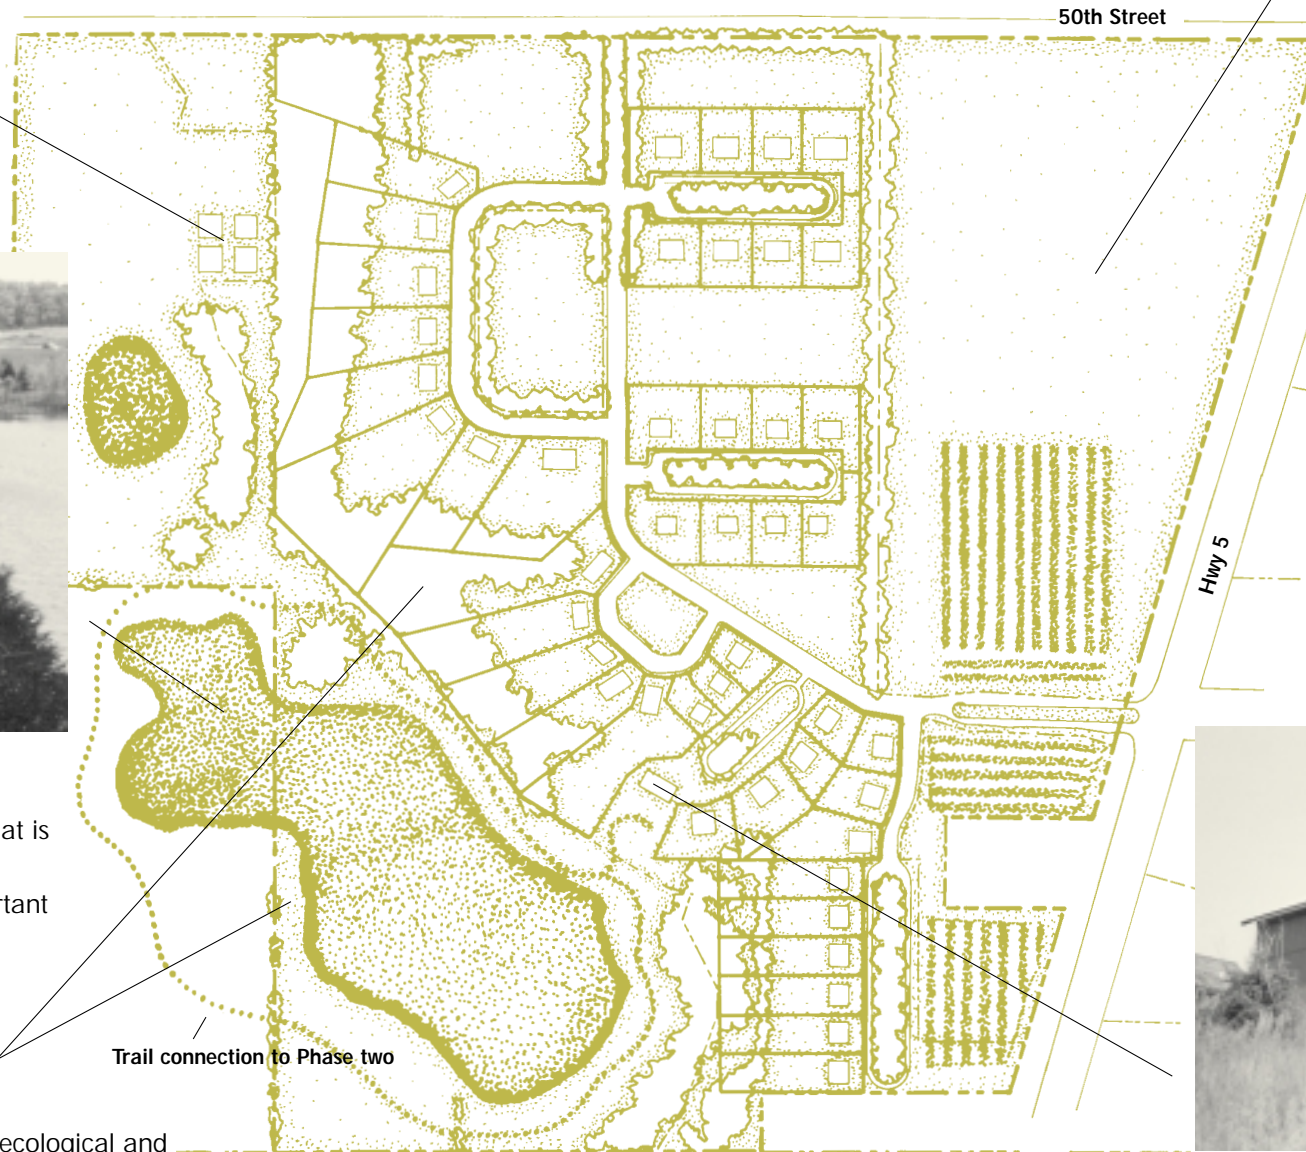 50th Street
Hwy 5
at is
rtant
Trail connection to Phase two
ecological and